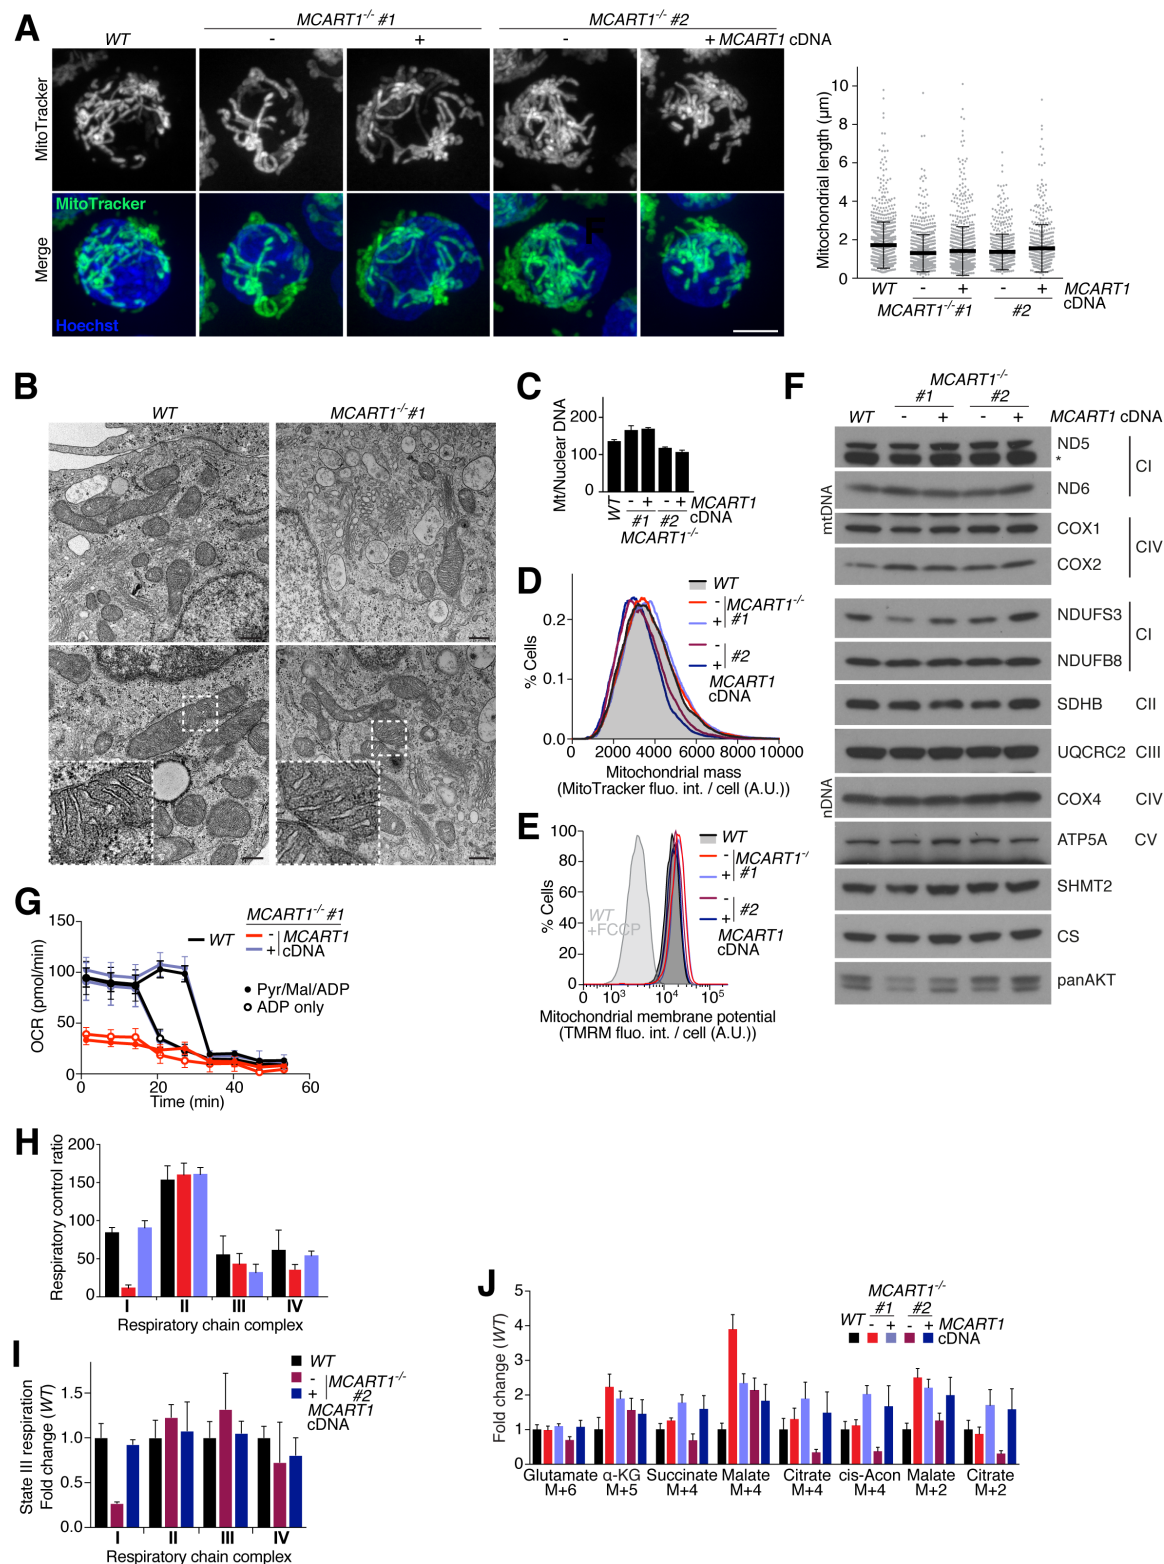 A
MCART1-/- #1
MCART1-/- #2
WT
-
+
-
+ MCART1 cDNA
MitoTracker
MitoTracker
Merge
Hoechst
F
Mitochondrial length (µm)
10
8
6
4
2
0
WT
-
+
-
+
MCART1
cDNA
MCART1-/-#1
#2
B
WT
MCART1-/-#1
C
Mt/Nuclear DNA
200
100
0
WT
-
+
-
+
MCART1
cDNA
#1
#2
MCART1-/-
D
% Cells
0.2
0.1
0.0
0
2000
4000
6000
8000
10000
Mitochondrial mass
(MitoTracker fluo. int. / cell (A.U.))
WT
-
MCART1-/-
+
#1
-
#2
+
MCART1
cDNA
E
% Cells
100
80
60
40
20
0
WT
+FCCP
0
10³
10⁴
10⁵
Mitochondrial membrane potential
(TMRM fluo. int. / cell (A.U.))
WT
-
MCART1-/
+
#1
-
#2
+
MCART1
cDNA
F
MCART1-/-
#1
#2
WT
-
+
-
+
MCART1 cDNA
mtDNA
ND5
*
ND6
CI
COX1
COX2
CIV
nDNA
NDUFS3
NDUFB8
CI
SDHB
CII
UQCRC2
CIII
COX4
CIV
ATP5A
CV
SHMT2
CS
panAKT
G
OCR (pmol/min)
150
100
50
0
0
20
40
60
Time (min)
MCART1-/- #1
WT
-
MCART1
+
cDNA
Pyr/Mal/ADP
ADP only
H
Respiratory control ratio
200
150
100
50
0
I
II
III
IV
Respiratory chain complex
I
State III respiration
Fold change (WT)
1.5
1.0
0.5
0.0
I
II
III
IV
Respiratory chain complex
WT
-
MCART1-/-
+
#2
MCART1
cDNA
J
Fold change (WT)
5
4
3
2
1
0
MCART1-/-
#1
#2
WT
-
+
-
+
MCART1
cDNA
Glutamate
M+6
α-KG
M+5
Succinate
M+4
Malate
M+4
Citrate
M+4
cis-Acon
M+4
Malate
M+2
Citrate
M+2